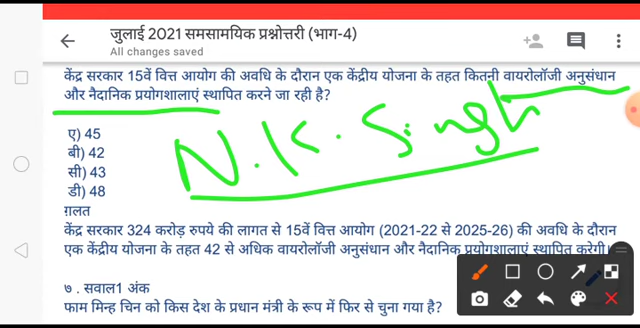 जुलाई 2021 समसामयिक प्रश्नोत्तरी (भाग-4)
All changes saved
केंद्र सरकार 15वें वित्त आयोग की अवधि के दौरान एक केंद्रीय योजना के तहत कितनी वायरोलॉजी अनुसंधान
और नैदानिक प्रयोगशालाएं स्थापित करने जा रही है?
N.K. Singh
ए) 45
बी) 42
सी) 43
डी) 48
ग़लत
केंद्र सरकार 324 करोड़ रुपये की लागत से 15वें वित्त आयोग (2021-22 से 2025-26) की अवधि के दौरान
एक केंद्रीय योजना के तहत 42 से अधिक वायरोलॉजी अनुसंधान और नैदानिक प्रयोगशालाएं स्थापित करेगी।
७ . सवाल1 अंक
फाम मिन्ह चिन को किस देश के प्रधान मंत्री के रूप में फिर से चुना गया है?